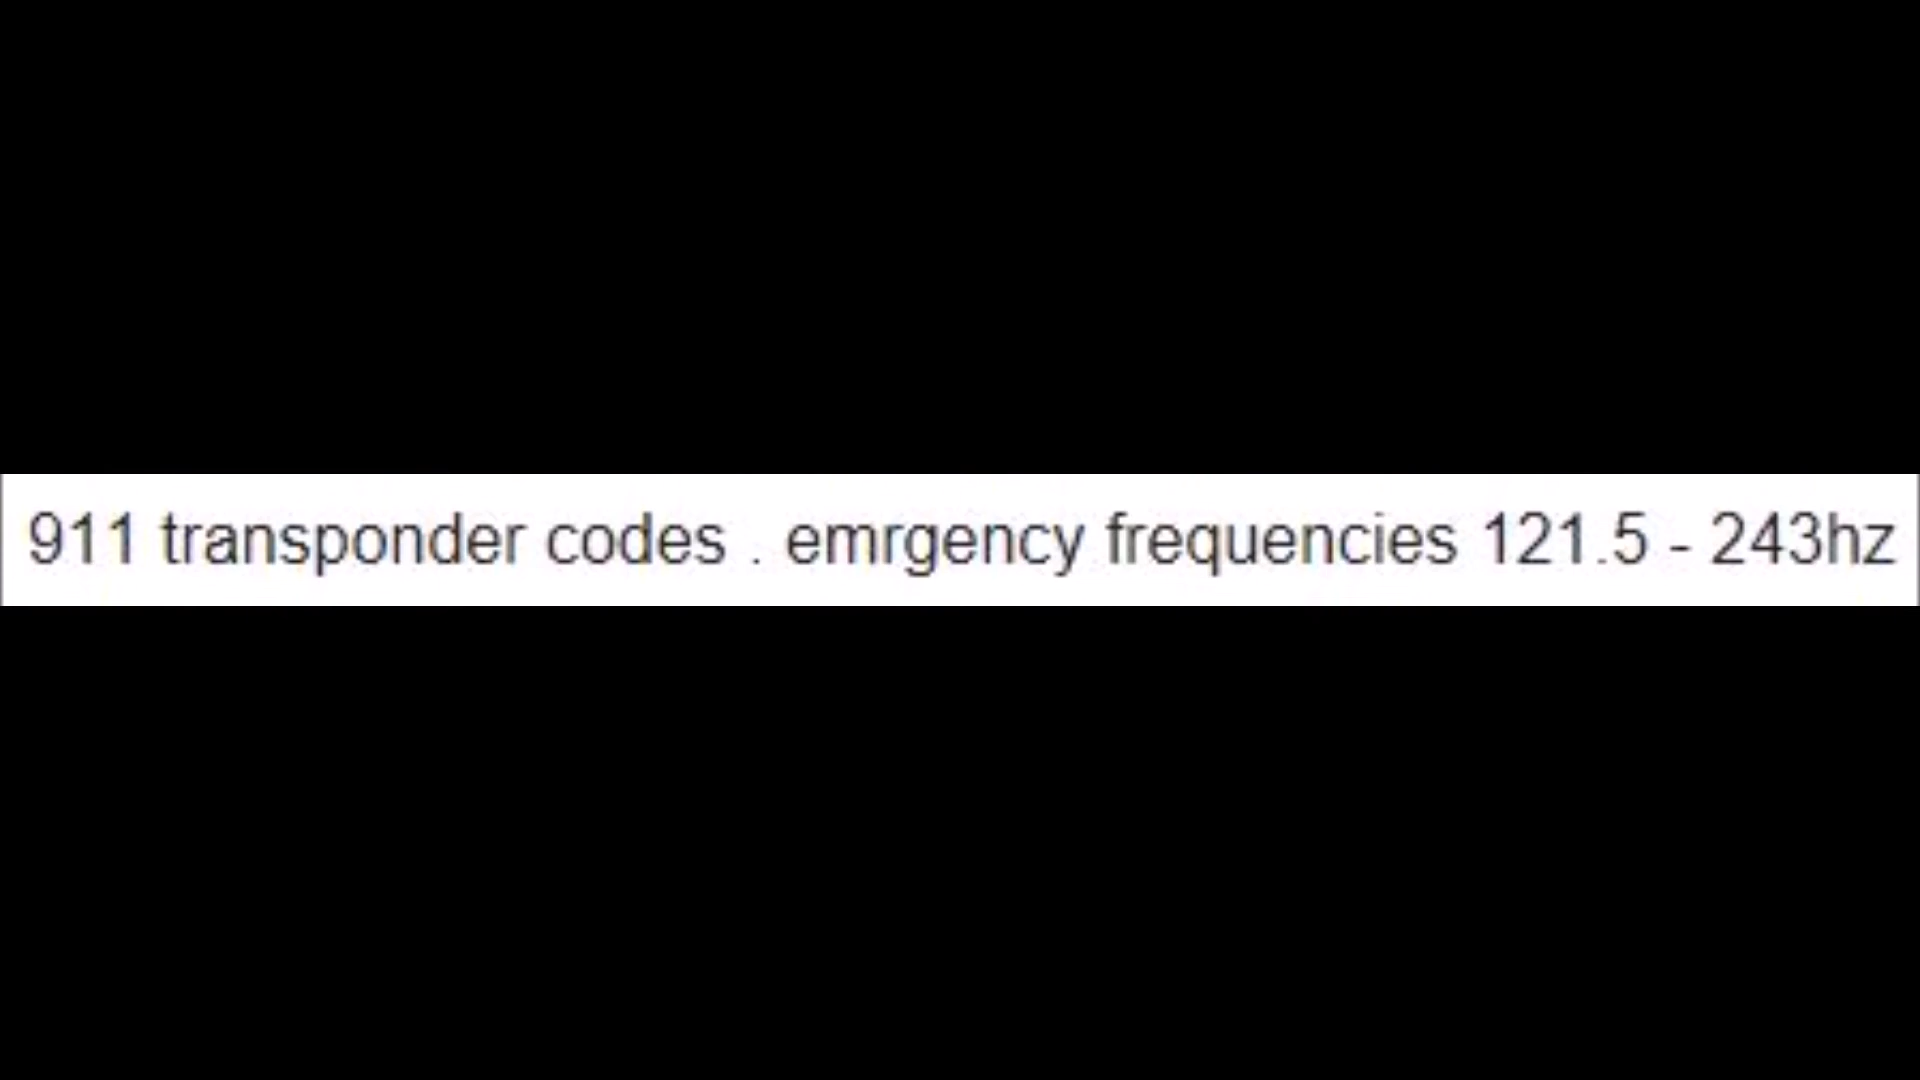 911 transponder codes . emrgency frequencies 121.5 - 243hz